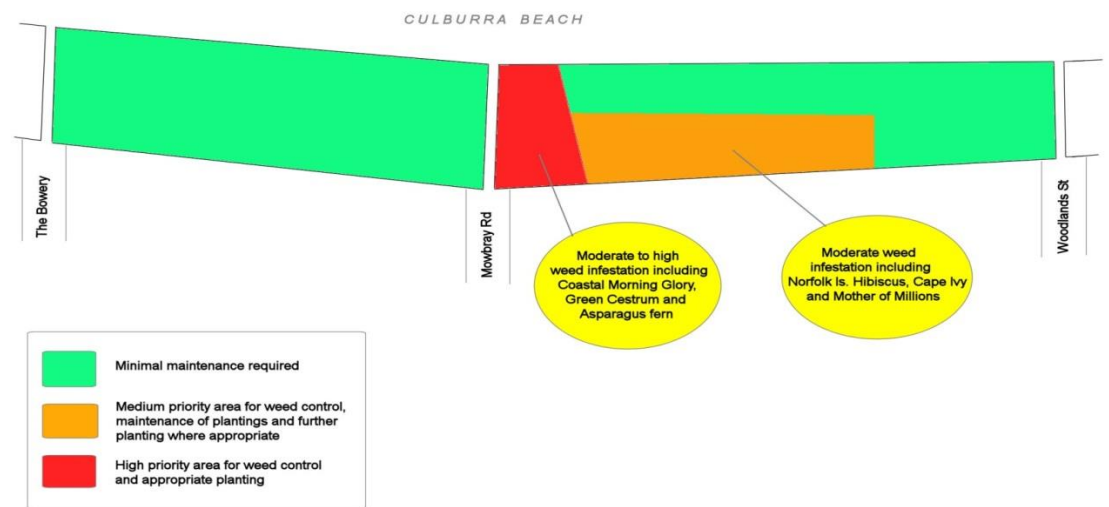 CULBURRA BEACH
The Bowery
Mowbray Rd
Woodlands St
Moderate to high
weed infestation including
Coastal Morning Glory,
Green Cestrum and
Asparagus fern
Moderate weed
infestation including
Norfolk Is. Hibiscus, Cape Ivy
and Mother of Millions
Minimal maintenance required
Medium priority area for weed control,
maintenance of plantings and further
planting where appropriate
High priority area for weed control
and appropriate planting